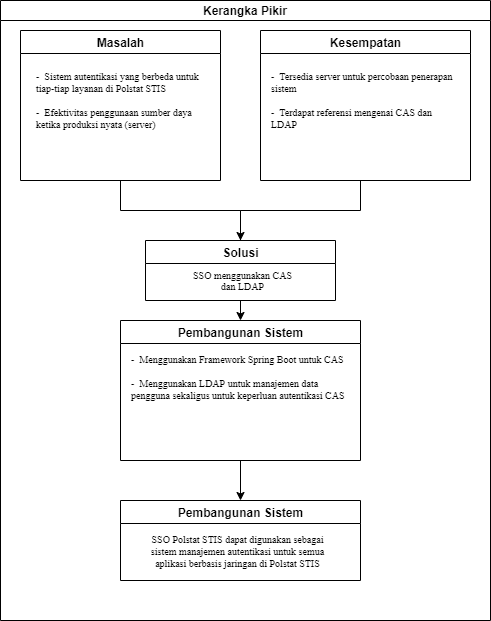 Kerangka Pikir
Masalah
- Sistem autentikasi yang berbeda untuk
tiap-tiap layanan di Polstat STIS
- Efektivitas penggunaan sumber daya
ketika produksi nyata (server)
Kesempatan
- Tersedia server untuk percobaan penerapan
sistem
- Terdapat referensi mengenai CAS dan
LDAP
Solusi
SSO menggunakan CAS
dan LDAP
Pembangunan Sistem
- Menggunakan Framework Spring Boot untuk CAS
- Menggunakan LDAP untuk manajemen data
pengguna sekaligus untuk keperluan autentikasi CAS
Pembangunan Sistem
SSO Polstat STIS dapat digunakan sebagai
sistem manajemen autentikasi untuk semua
aplikasi berbasis jaringan di Polstat STIS